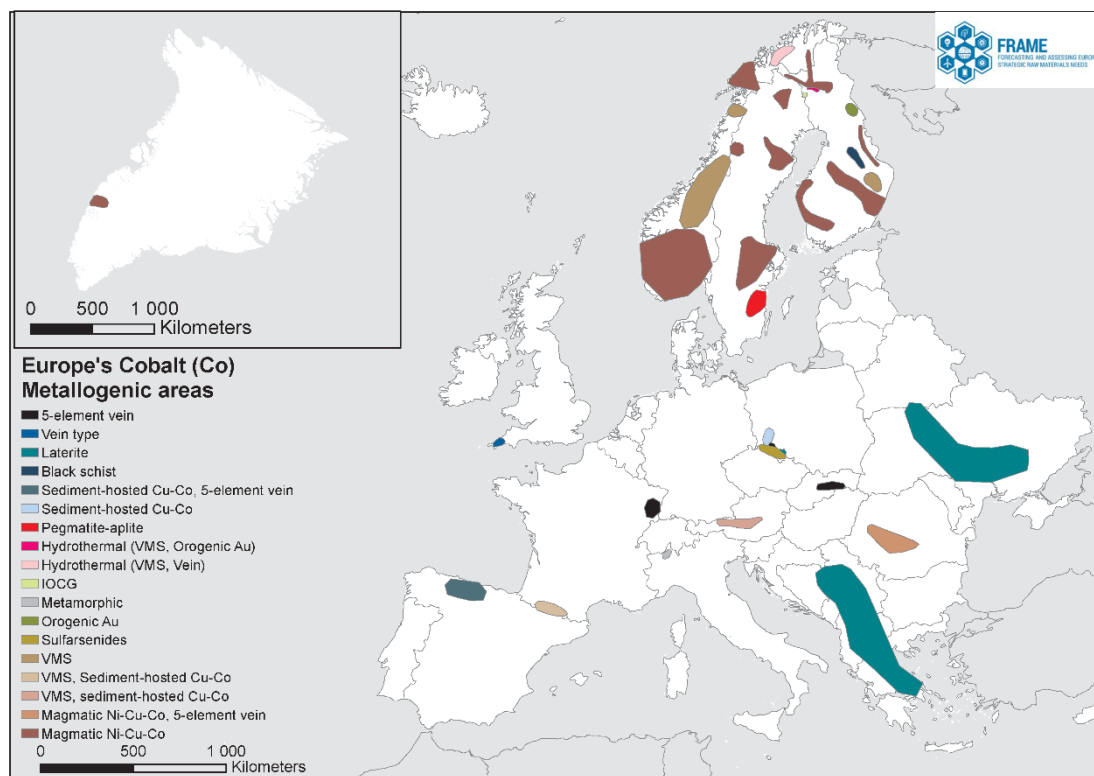 FRAME
FORECASTING AND ASSESSING EUROP
STRATEGIC RAW MATERIALS NEEDS
0 500 1 000
Kilometers
Europe's Cobalt (Co)
Metallogenic areas
5-element vein
Vein type
Laterite
Black schist
Sediment-hosted Cu-Co, 5-element vein
Sediment-hosted Cu-Co
Pegmatite-aplite
Hydrothermal (VMS, Orogenic Au)
Hydrothermal (VMS, Vein)
IOCG
Metamorphic
Orogenic Au
Sulfarsenides
VMS
VMS, Sediment-hosted Cu-Co
VMS, sediment-hosted Cu-Co
Magmatic Ni-Cu-Co, 5-element vein
Magmatic Ni-Cu-Co
0 500 1 000
Kilometers